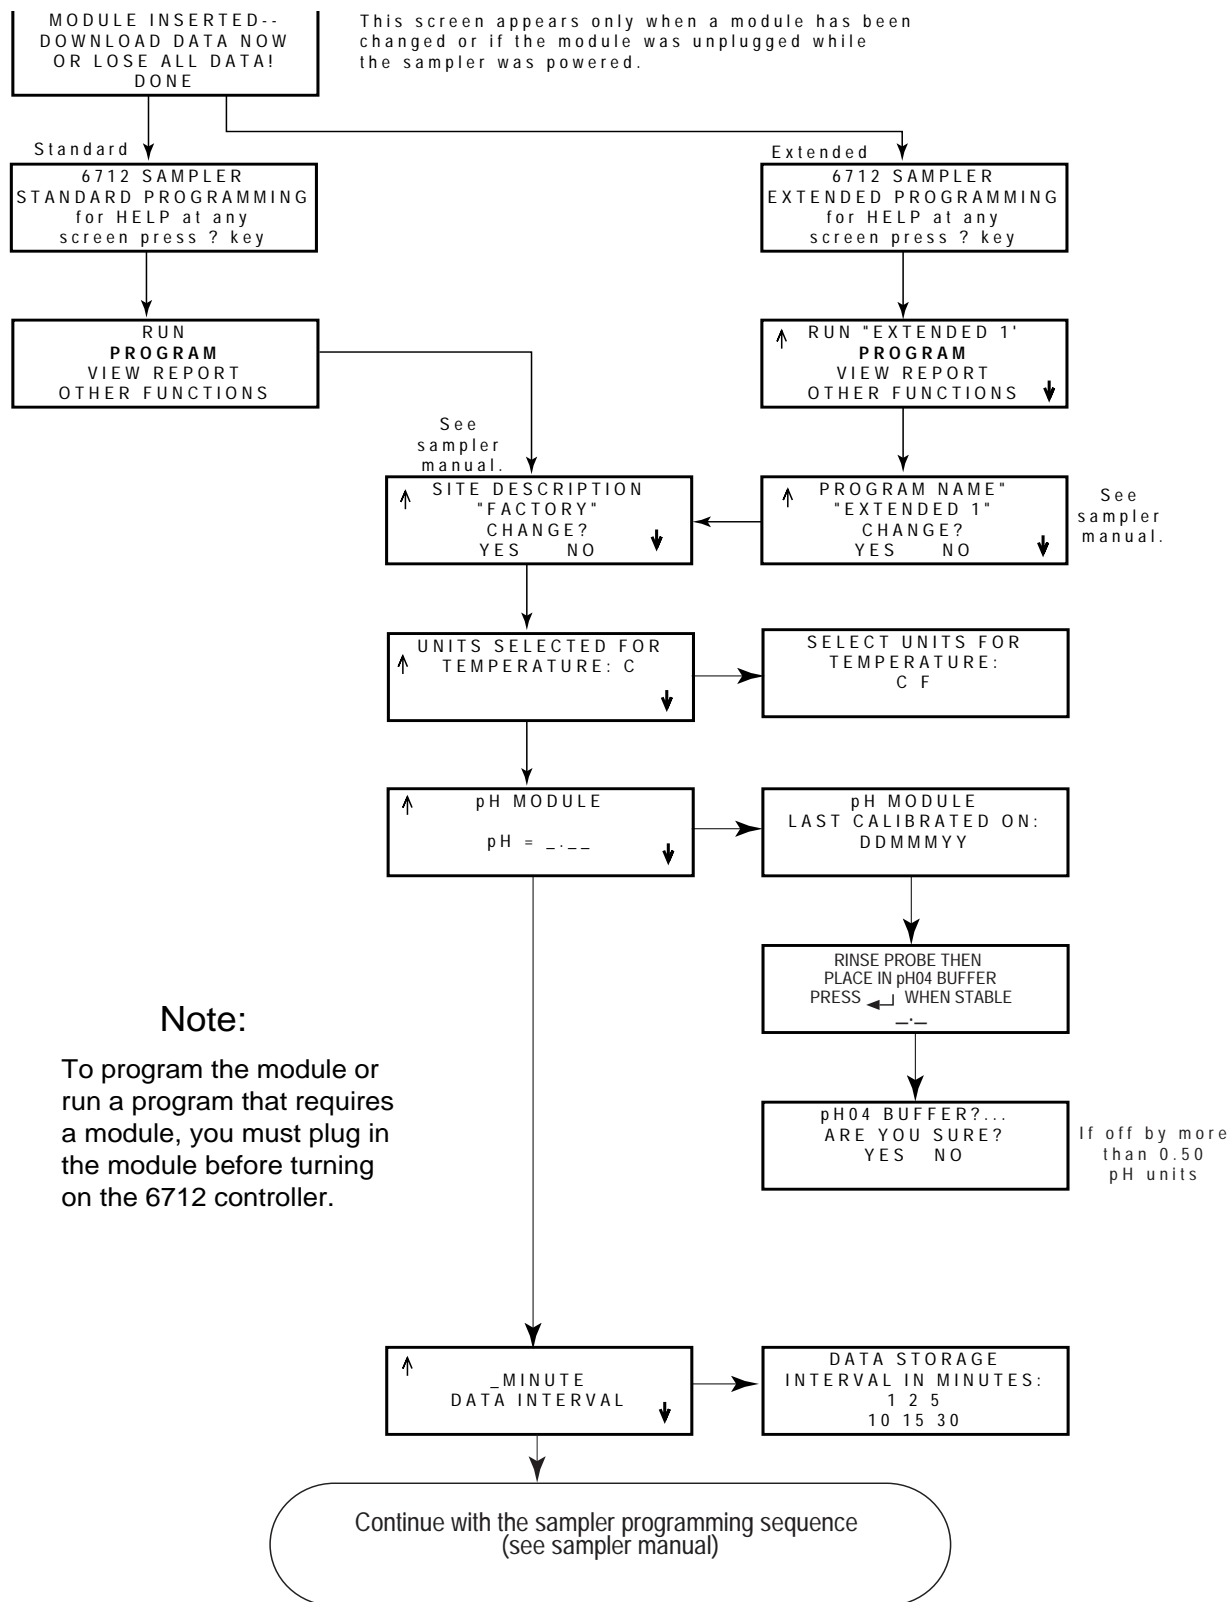 MODULE INSERTED--
DOWNLOAD DATA NOW
OR LOSE ALL DATA!
DONE
This screen appears only when a module has been
changed or if the module was unplugged while
the sampler was powered.
Standard
6712 SAMPLER
STANDARD PROGRAMMING
for HELP at any
screen press ? key
Extended
6712 SAMPLER
EXTENDED PROGRAMMING
for HELP at any
screen press ? key
RUN
PROGRAM
VIEW REPORT
OTHER FUNCTIONS
RUN "EXTENDED 1'
PROGRAM
VIEW REPORT
OTHER FUNCTIONS
See
sampler
manual.
SITE DESCRIPTION
"FACTORY"
CHANGE?
YES NO
PROGRAM NAME"
"EXTENDED 1"
CHANGE?
YES NO
See
sampler
manual.
UNITS SELECTED FOR
TEMPERATURE: C
SELECT UNITS FOR
TEMPERATURE:
C F
pH MODULE
pH = _.__
pH MODULE
LAST CALIBRATED ON:
DDMMMYY
RINSE PROBE THEN
PLACE IN pH04 BUFFER
PRESS WHEN STABLE
_._
Note:
To program the module or
run a program that requires
a module, you must plug in
the module before turning
on the 6712 controller.
pH04 BUFFER?...
ARE YOU SURE?
YES NO
If off by more
than 0.50
pH units
_MINUTE
DATA INTERVAL
DATA STORAGE
INTERVAL IN MINUTES:
1 2 5
10 15 30
Continue with the sampler programming sequence
(see sampler manual)